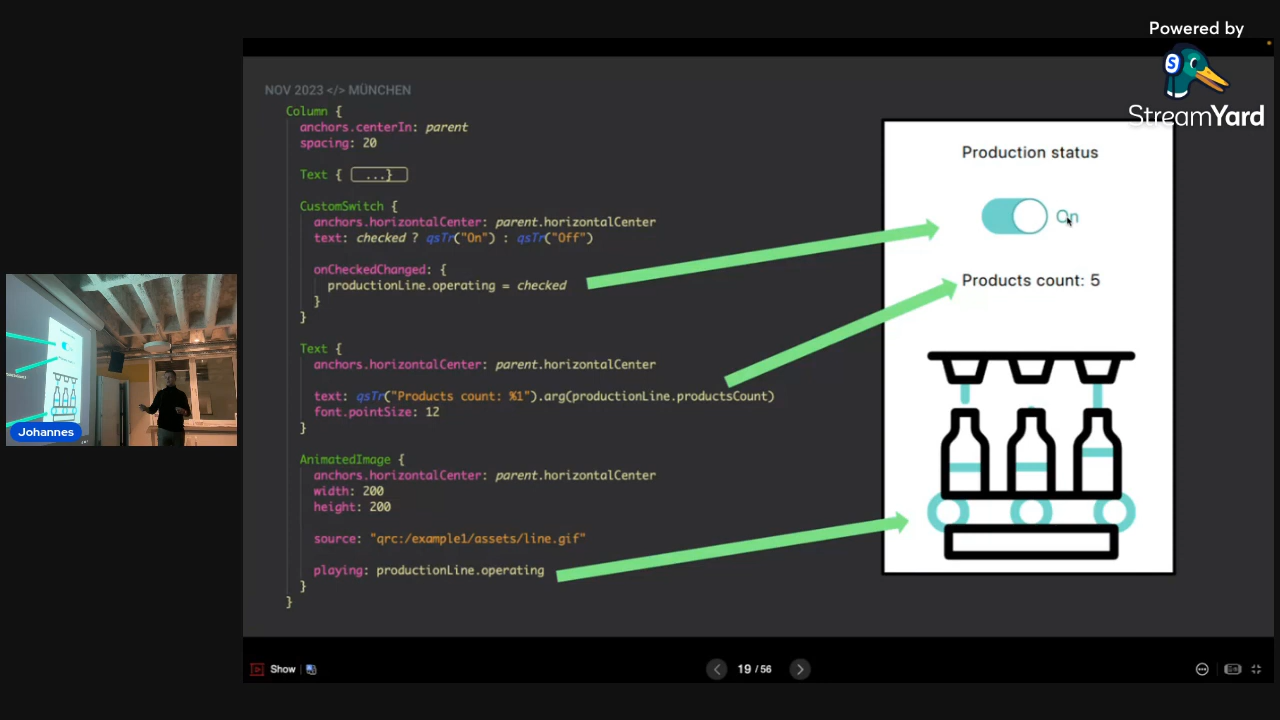 Powered by
StreamYard
NOV 2023 </> MÜNCHEN
Column {
anchors.centerIn: parent
spacing: 20
Text { ...}
CustomSwitch {
anchors.horizontalCenter: parent.horizontalCenter
text: checked ? qsTr("On") : qsTr("Off")
onCheckedChanged: {
productionLine.operating = checked
}
}
Text {
anchors.horizontalCenter: parent.horizontalCenter
text: qsTr("Products count: %1").arg(productionLine.productsCount)
font.pointSize: 12
}
AnimatedImage {
anchors.horizontalCenter: parent.horizontalCenter
width: 200
height: 200
source: "qrc:/example1/assets/line.gif"
playing: productionLine.operating
}
}
Production status
On
Products count: 5
Johannes
Show
19 / 56